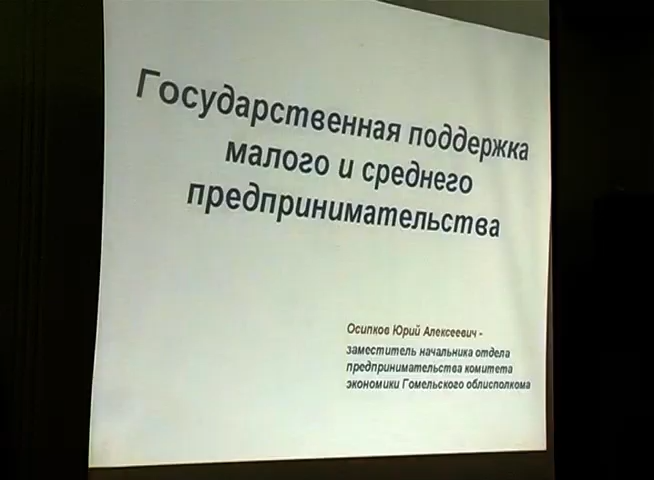 Государственная поддержка
малого и среднего
предпринимательства
Осипков Юрий Алексеевич -
заместитель начальника отдела
предпринимательства комитета
экономики Гомельского облисполкома